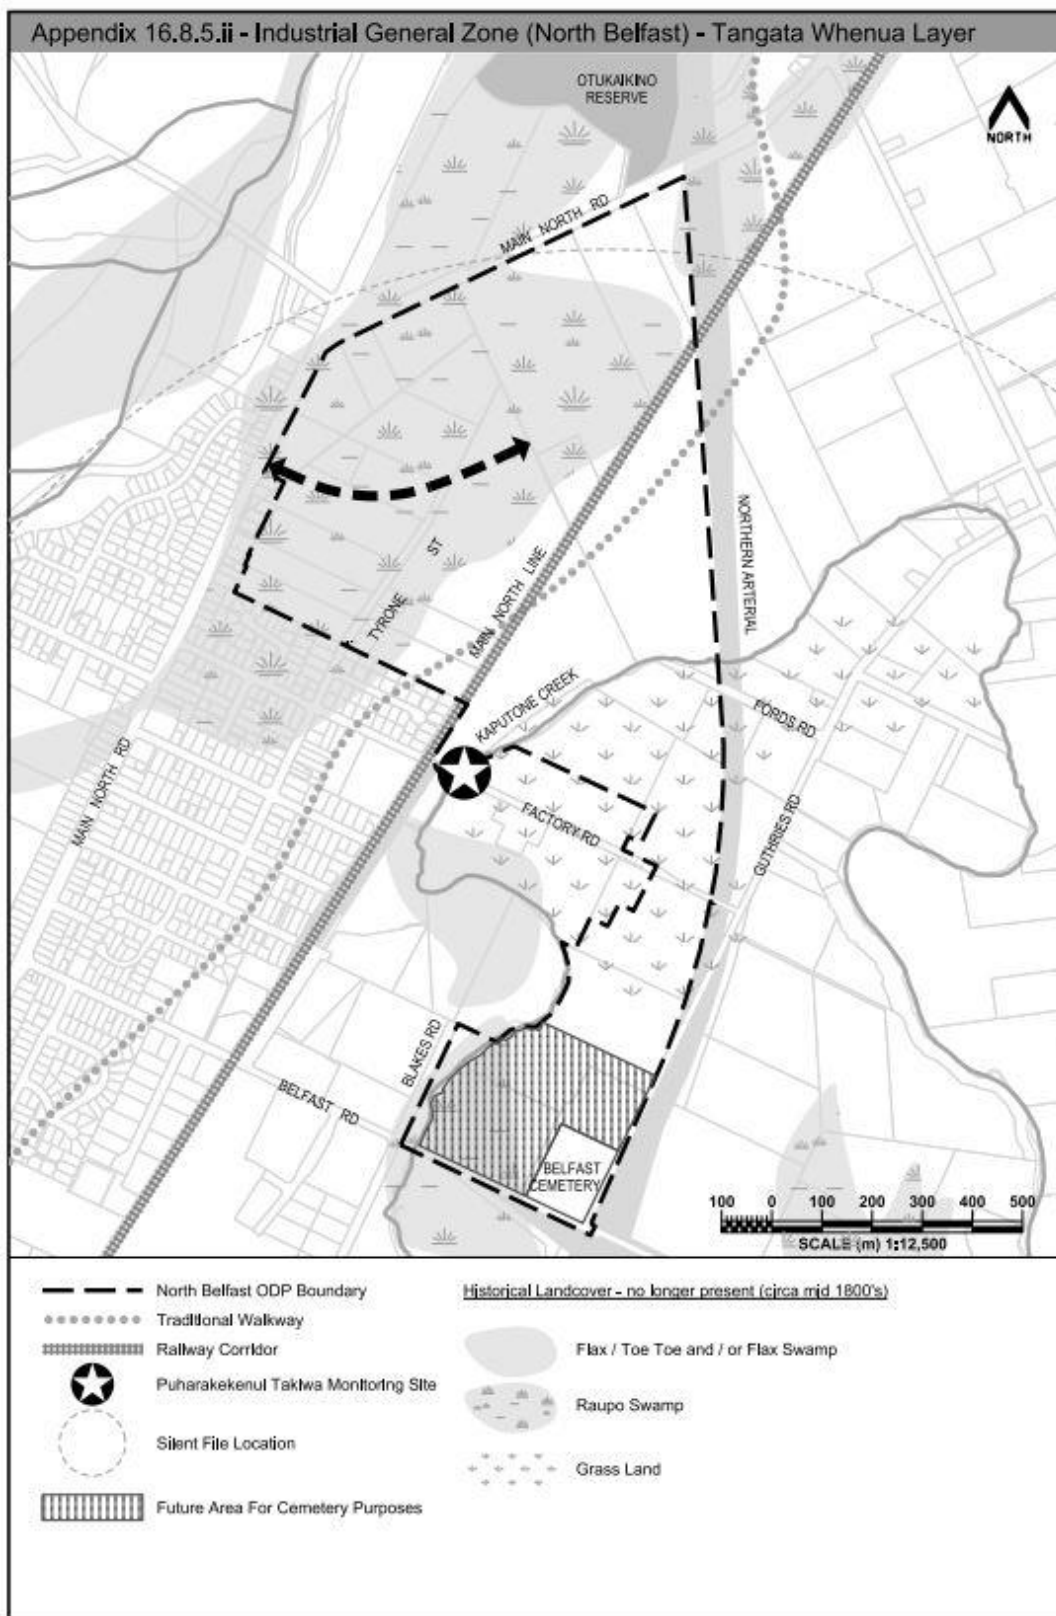 Appendix 16.8.5.ii - Industrial General Zone (North Belfast) - Tangata Whenua Layer
OTUKAIKINO
RESERVE
NORTH
MAIN NORTH RD
NORTHERN ARTERIAL
TYRONE ST
MAIN NORTH LINE
KAPUTONE CREEK
FORDS RD
MAIN NORTH RD
FACTORY RD
GUTHRIES RD
BLAKES RD
BELFAST RD
BELFAST
CEMETERY
100 0 100 200 300 400 500
SCALE (m) 1:12,500
North Belfast ODP Boundary
Traditional Walkway
Railway Corridor
Puharakekenui Takiwa Monitoring Site
Silent File Location
Future Area For Cemetery Purposes
Historical Landcover - no longer present (circa mid 1800's)
Flax / Toe Toe and / or Flax Swamp
Raupo Swamp
Grass Land